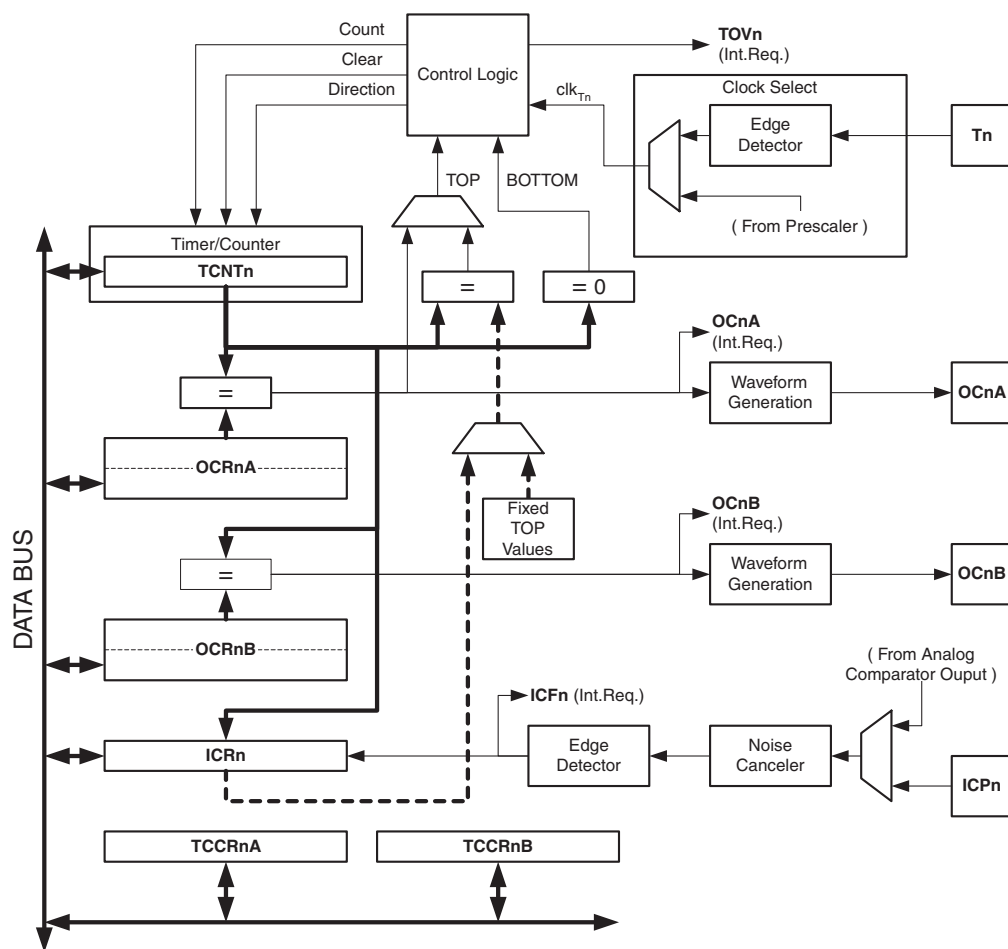 Count
TOVn
(Int.Req.)
Clear
Control Logic
Direction
clkTn
Clock Select
Edge
Detector
Tn
TOP
BOTTOM
( From Prescaler )
Timer/Counter
TCNTn
=
= 0
OCnA
(Int.Req.)
=
Waveform
Generation
OCnA
OCRnA
Fixed
TOP
Values
OCnB
(Int.Req.)
=
Waveform
Generation
OCnB
DATA BUS
OCRnB
( From Analog
Comparator Ouput )
ICFn (Int.Req.)
ICRn
Edge
Detector
Noise
Canceler
ICPn
TCCRnA
TCCRnB